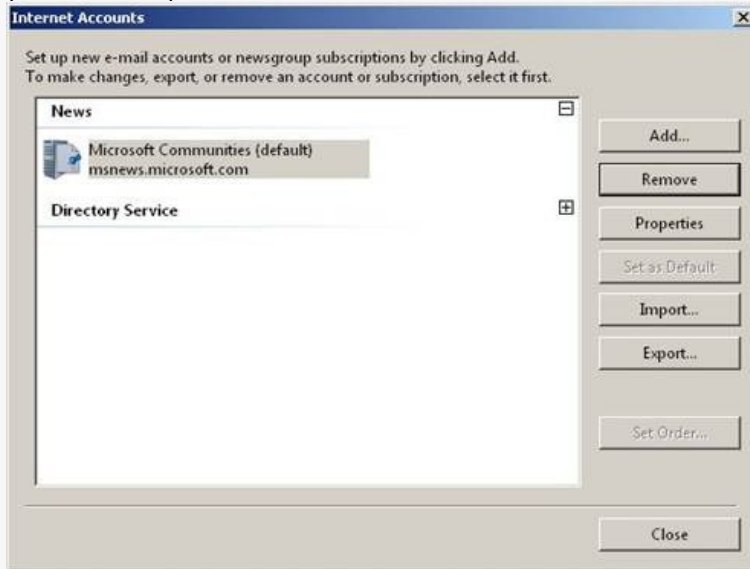 Internet Accounts
Set up new e-mail accounts or newsgroup subscriptions by clicking Add.
To make changes, export, or remove an account or subscription, select it first.
News
Microsoft Communities (default)
msnews.microsoft.com
Directory Service
Add...
Remove
Properties
Set as Default
Import...
Export...
Set Order...
Close